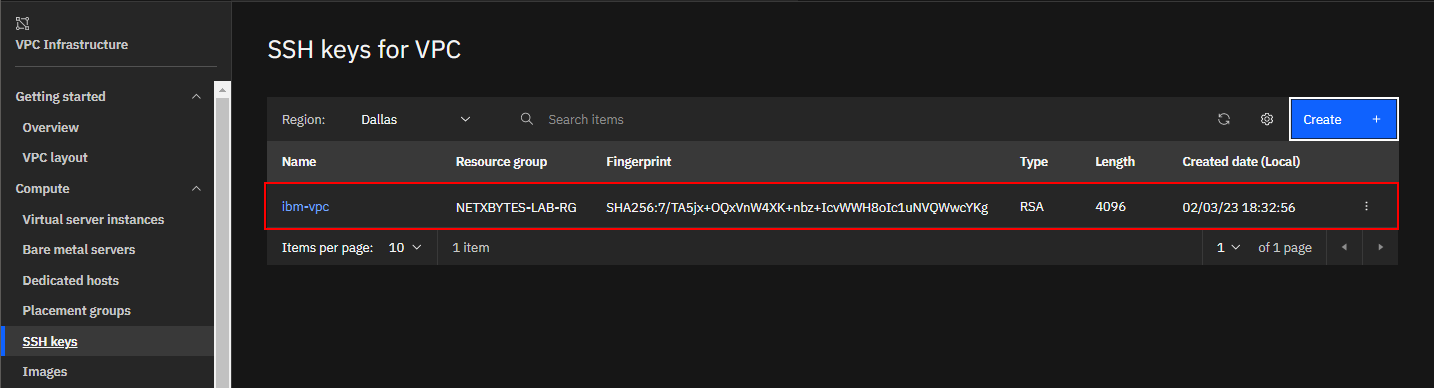 VPC Infrastructure
Getting started
Overview
VPC layout
Compute
Virtual server instances
Bare metal servers
Dedicated hosts
Placement groups
SSH keys
Images
SSH keys for VPC
Region: Dallas Search items Create +
Name Resource group Fingerprint Type Length Created date (Local)
ibm-vpc NETXBYTES-LAB-RG SHA256:7/TA5jx+OQxVnW4XK+nbz+IcvWWH8oIc1uNVQWwcYKg RSA 4096 02/03/23 18:32:56
Items per page: 10 1 item 1 of 1 page